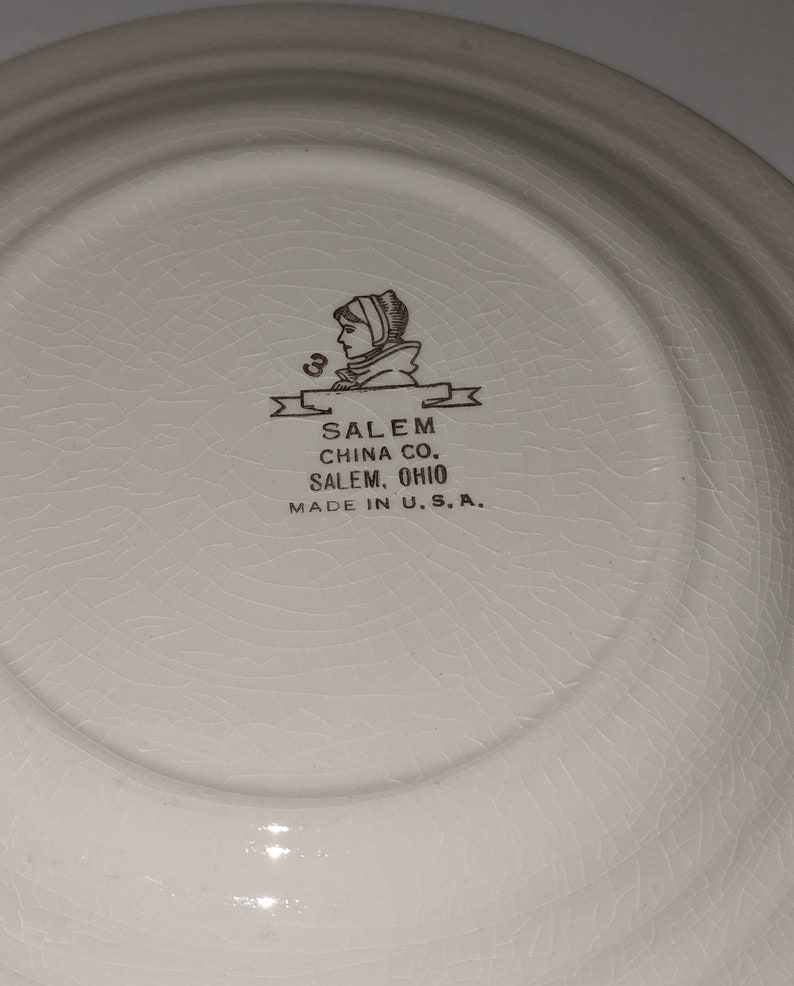 3
SALEM
CHINA CO.
SALEM, OHIO
MADE IN U.S.A.